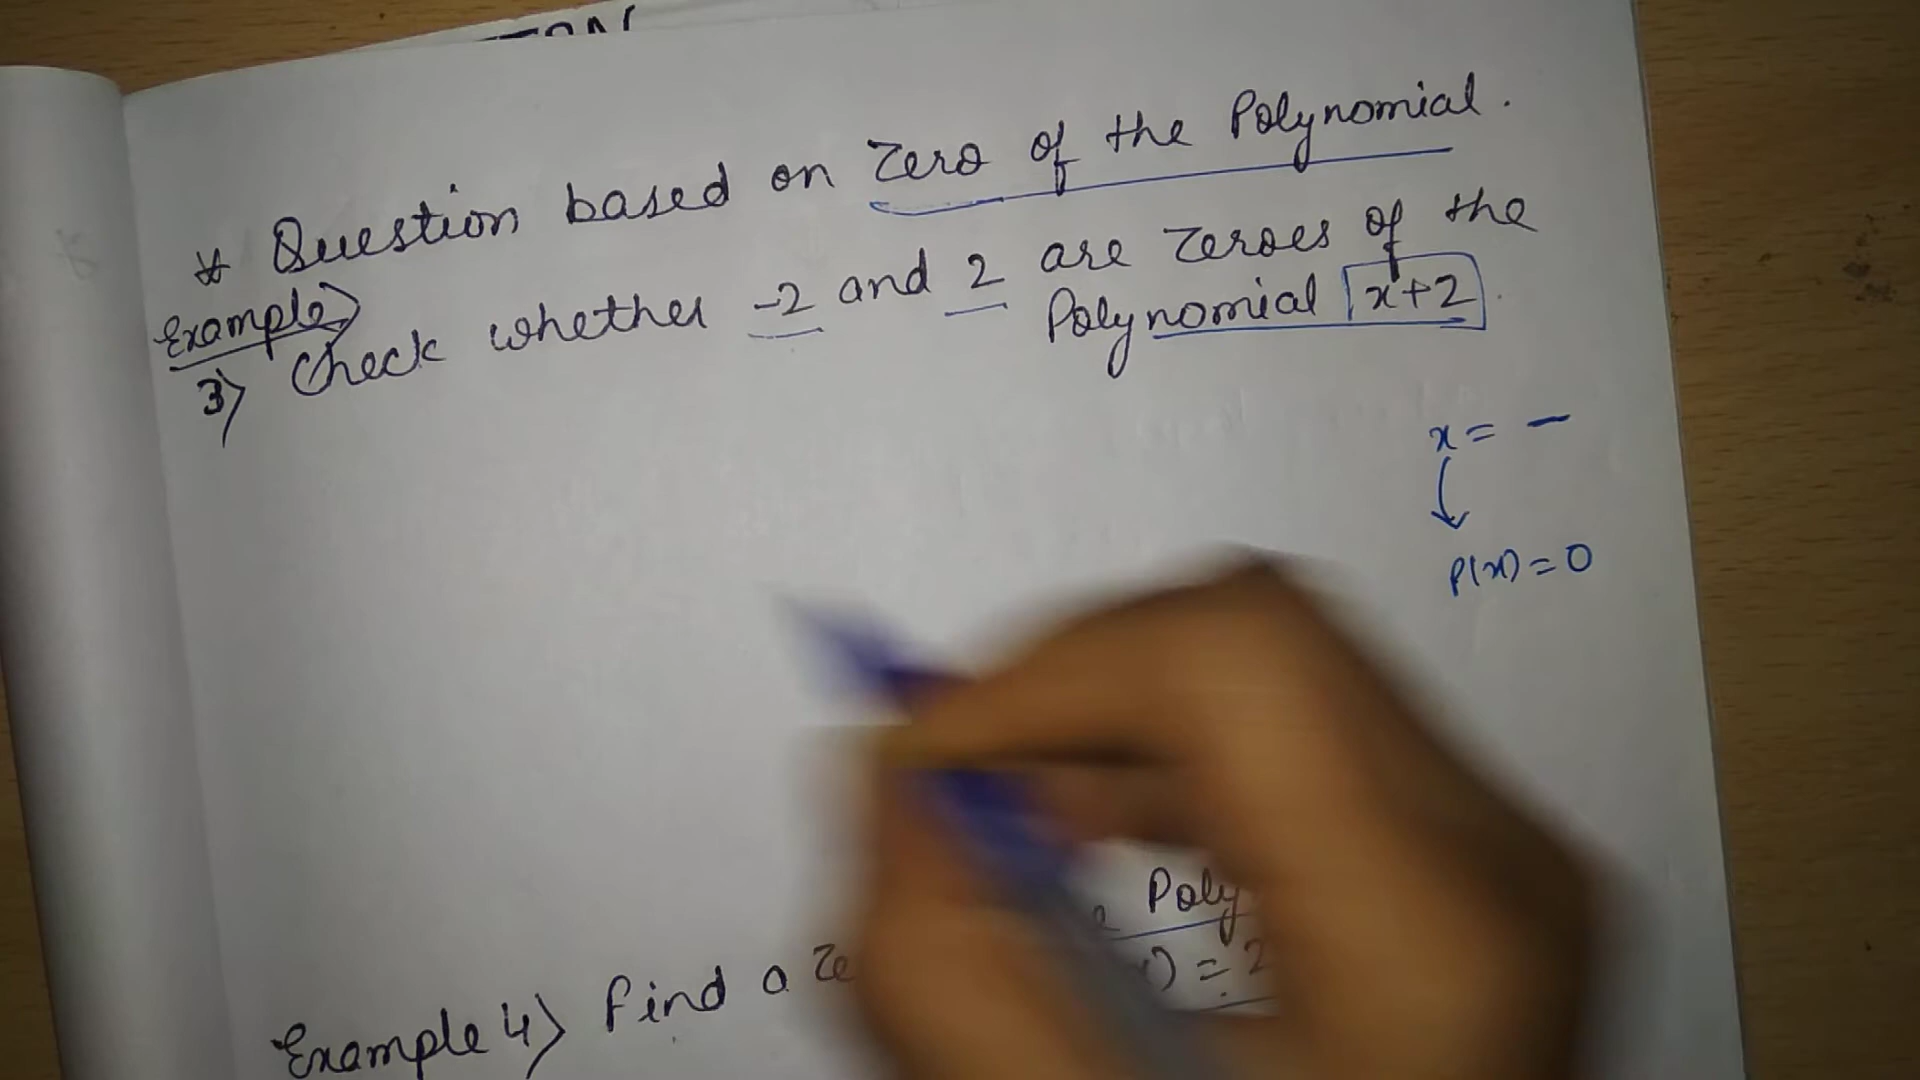 * Question based on Zero of the Polynomial.
Example)
3) Check whether -2 and 2 are zeroes of the
Polynomial x+2.
x = -
P(x) = 0
Example 4) find a